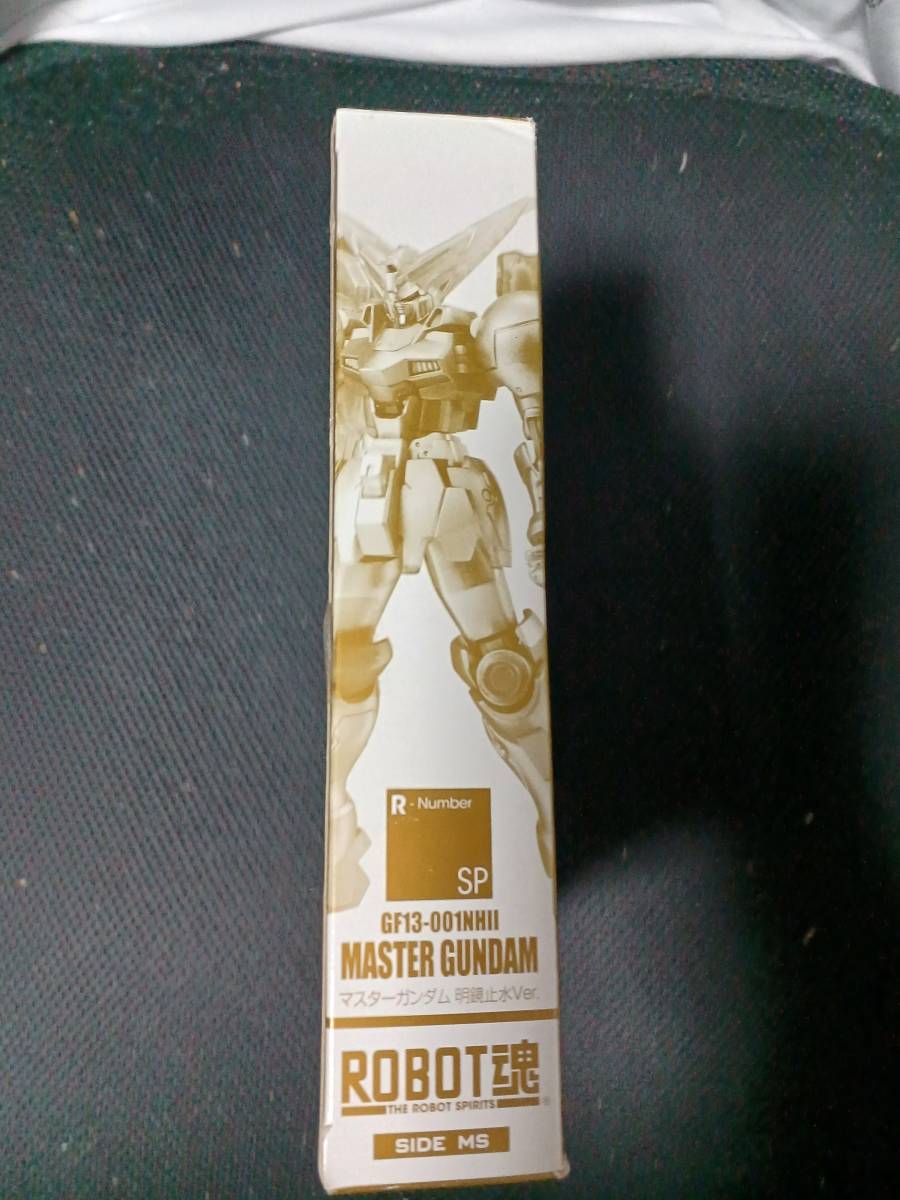 R - Number
SP
GF13-001NHII
MASTER GUNDAM
マスターガンダム 明鏡止水Ver.
ROBOT魂
THE ROBOT SPIRITS
SIDE MS